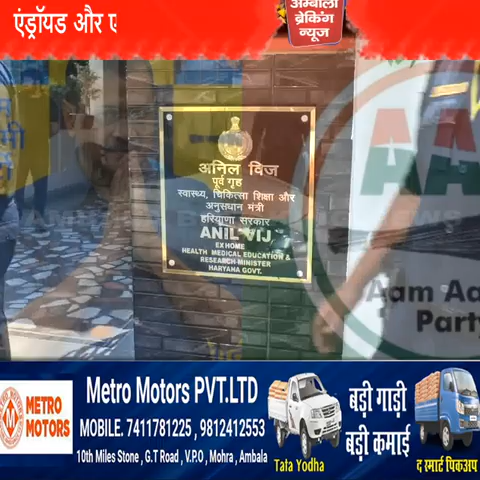 एंड्रॉयड और ए
अम्बाला
ब्रेकिंग
न्यूज
अनिल विज
पूर्व गृह
स्वास्थ्य, चिकित्सा शिक्षा और
अनुसंधान मंत्री
हरियाणा सरकार
ANIL VIJ
EX HOME
HEALTH MEDICAL EDUCATION &
RESEARCH MINISTER
HARYANA GOVT.
AA
Aam Aa
Party
METRO
MOTORS
Metro Motors PVT.LTD
MOBILE. 7411781225 , 9812412553
10th Miles Stone , G.T Road , V.P.O , Mohra , Ambala
Tata Yodha
बड़ी गाड़ी
बड़ी कमाई
द स्मार्ट पिकअप